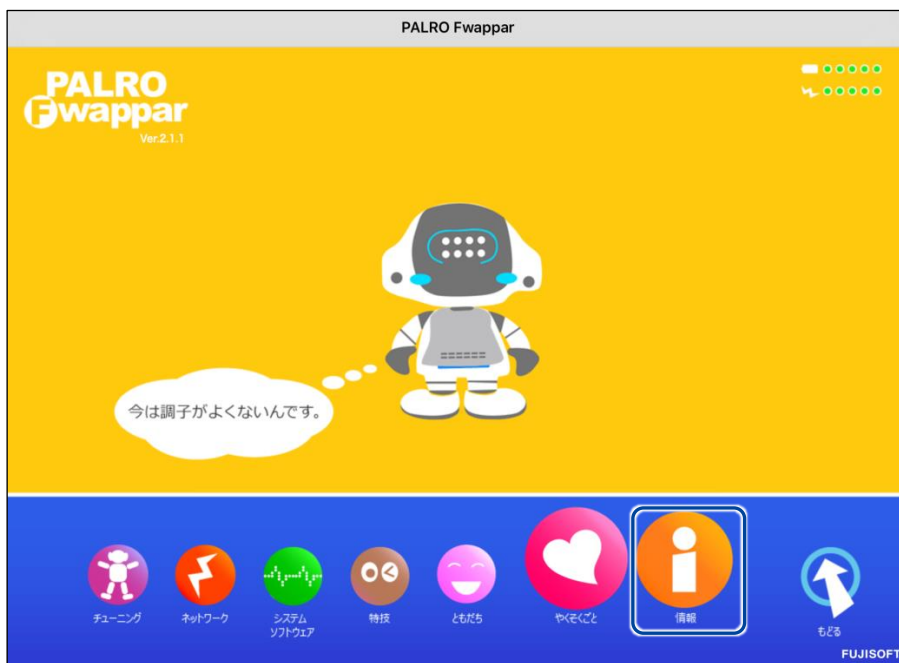 PALRO Fwappar
PALRO
Fwappar
Ver.2.1.1
今は調子がよくないんです。
チューニング
ネットワーク
システム
ソフトウェア
特技
ともだち
やくそくごと
情報
もどる
FUJISOFT